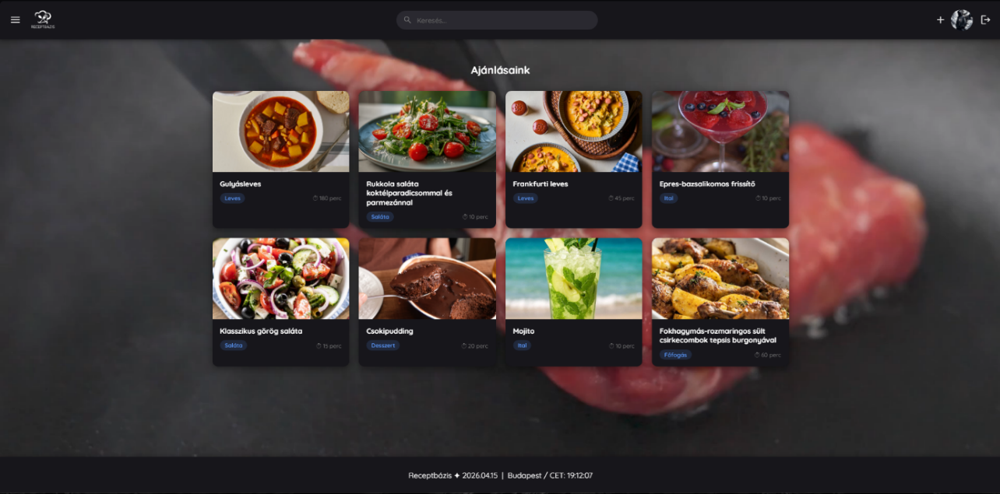 RECEPTBÁZIS
Keresés...
Ajánlásaink
Gulyásleves
Leves
180 perc
Rukkola saláta
koktélparadicsommal és
parmezánnal
Saláta
10 perc
Frankfurti leves
Leves
45 perc
Epres-bazsalikomos frissítő
Ital
10 perc
Klasszikus görög saláta
Saláta
15 perc
Csokipudding
Desszert
20 perc
Mojito
Ital
10 perc
Fokhagymás-rozmaringos sült
csirkecombok tepsis burgonyával
Főfogás
60 perc
Receptbázis ✦ 2026.04.15 | Budapest / CET: 19:12:07